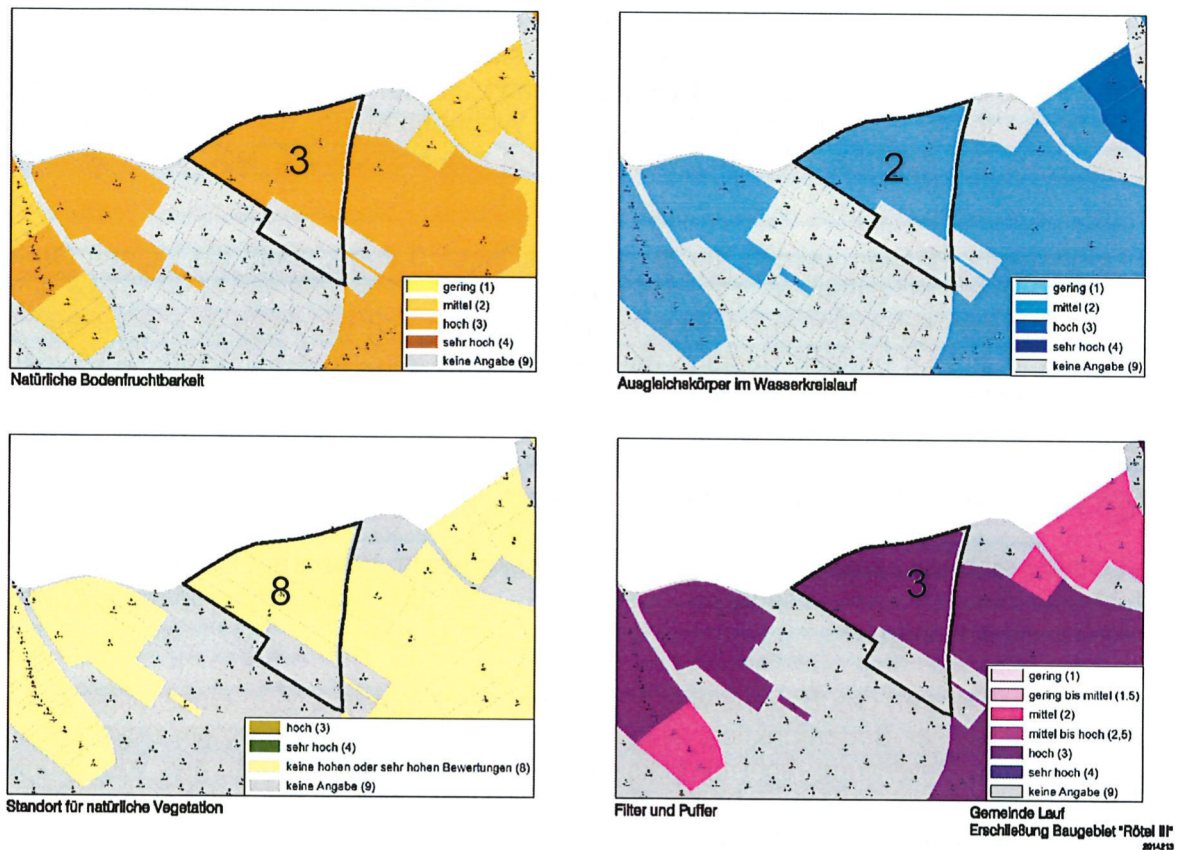 3
gering (1)
mittel (2)
hoch (3)
sehr hoch (4)
keine Angabe (9)
Natürliche Bodenfruchtbarkeit
2
gering (1)
mittel (2)
hoch (3)
sehr hoch (4)
keine Angabe (9)
Ausgleichskörper im Wasserkreislauf
8
hoch (3)
sehr hoch (4)
keine hohen oder sehr hohen Bewertungen (8)
keine Angabe (9)
Standort für natürliche Vegetation
3
gering (1)
gering bis mittel (1.5)
mittel (2)
mittel bis hoch (2,5)
hoch (3)
sehr hoch (4)
keine Angabe (9)
Filter und Puffer
Gemeinde Lauf
Erschließung Baugebiet "Rötel III"
2014213